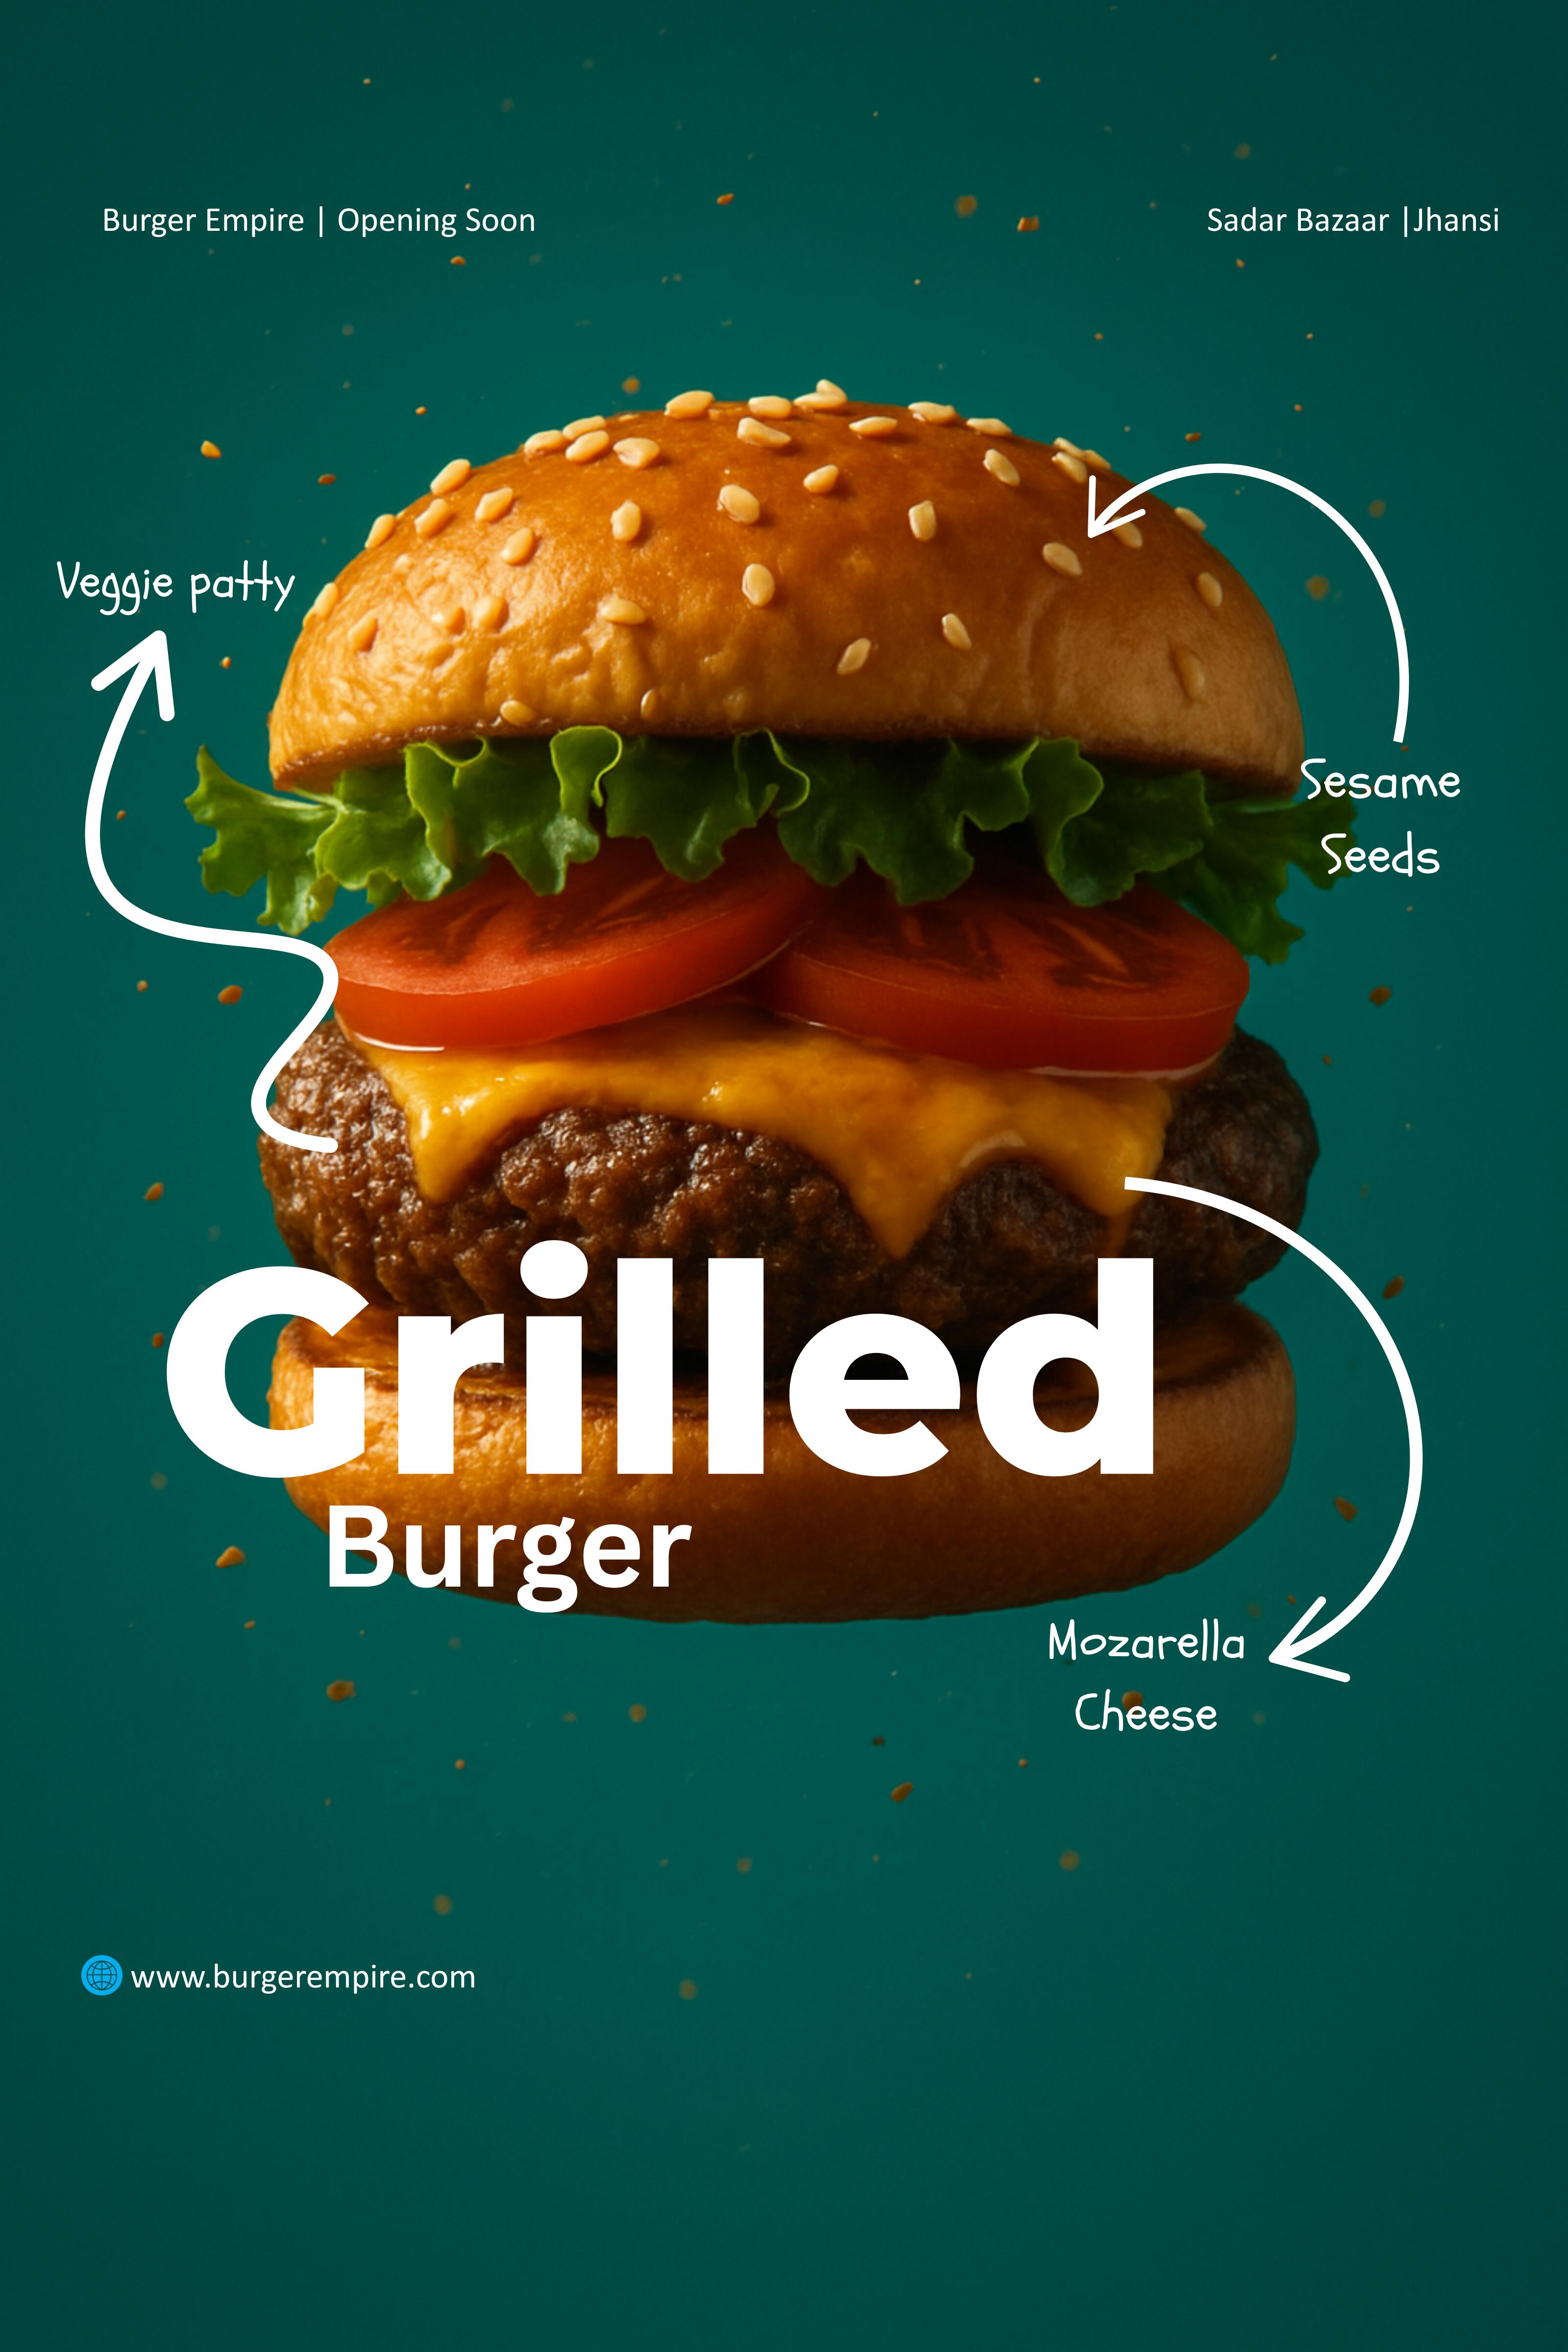 Burger Empire | Opening Soon
Sadar Bazaar |Jhansi
Veggie patty
Sesame
Seeds
Grilled
Burger
Mozarella
Cheese
www.burgerempire.com